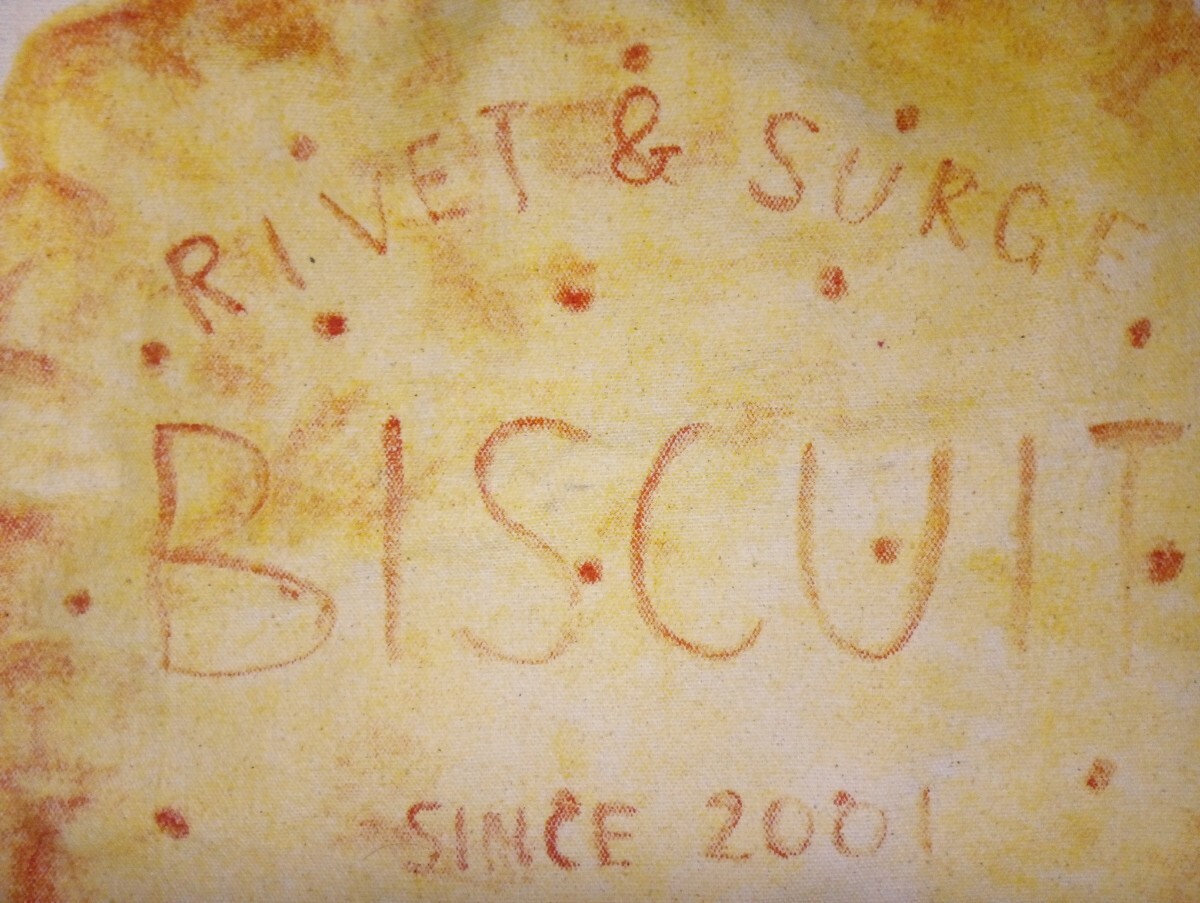 RIVET & SURGE
BISCUIT
SINCE 2001